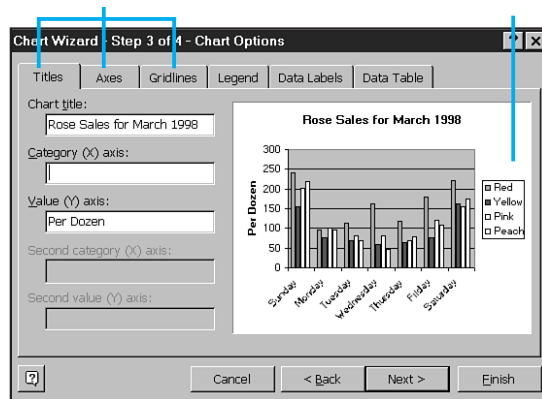 Chart Wizard - Step 3 of 4 - Chart Options
Titles Axes Gridlines Legend Data Labels Data Table
Chart title:
Rose Sales for March 1998
Category (X) axis:
Value (Y) axis:
Per Dozen
Second category (X) axis:
Second value (Y) axis:
Rose Sales for March 1998
Per Dozen
300
250
200
150
100
50
0
Sunday
Monday
Tuesday
Wednesday
Thursday
Friday
Saturday
Red
Yellow
Pink
Peach
? Cancel < Back Next > Finish